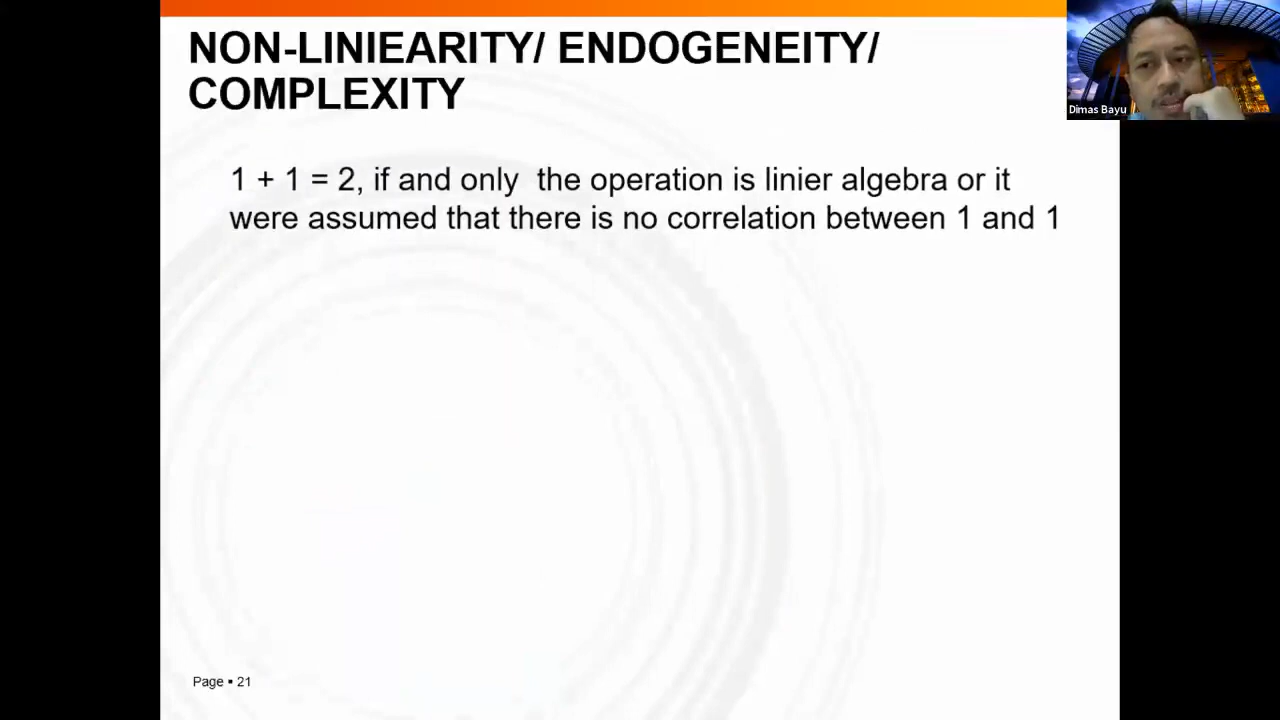 NON-LINIEARITY/ ENDOGENEITY/
COMPLEXITY
Dimas Bayu
1 + 1 = 2, if and only  the operation is linier algebra or it
were assumed that there is no correlation between 1 and 1
Page ▪ 21